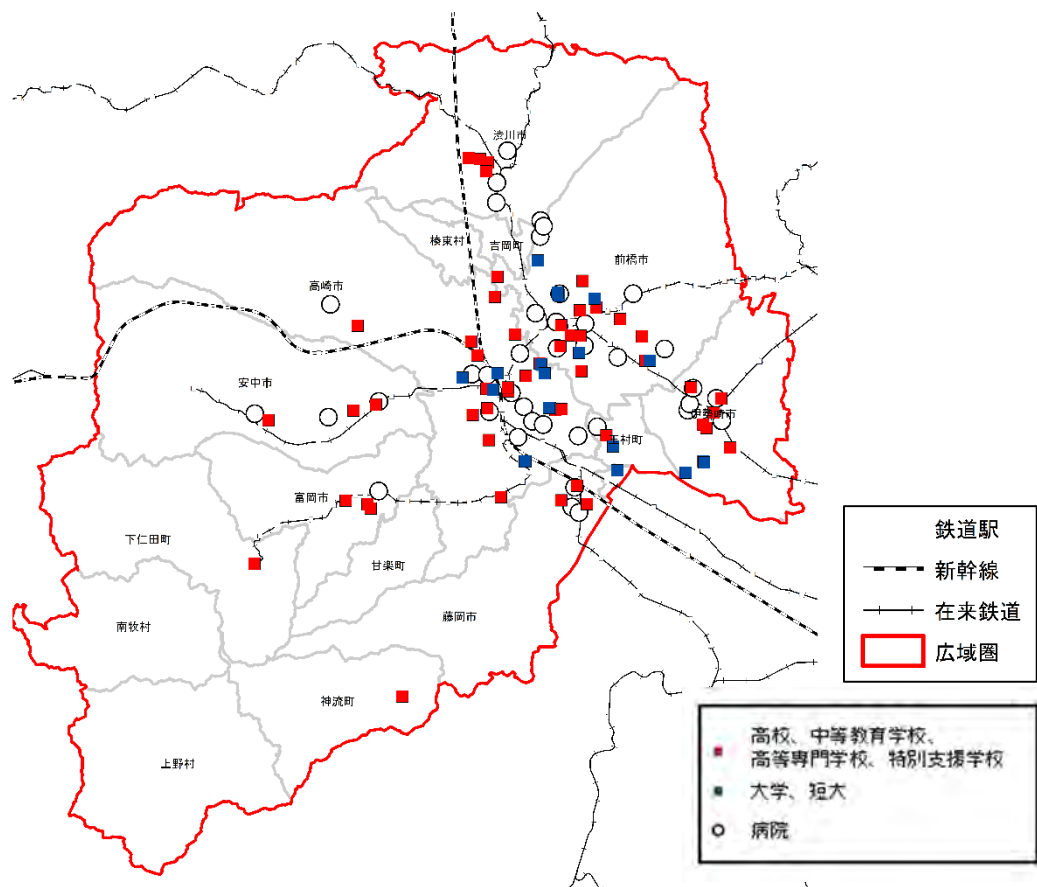 渋川市
榛東村
吉岡町
前橋市
高崎市
安中市
伊勢崎市
玉村町
富岡市
下仁田町
甘楽町
藤岡市
南牧村
神流町
上野村
鉄道駅
新幹線
在来鉄道
広域圏
高校、中等教育学校、
高等専門学校、特別支援学校
大学、短大
病院